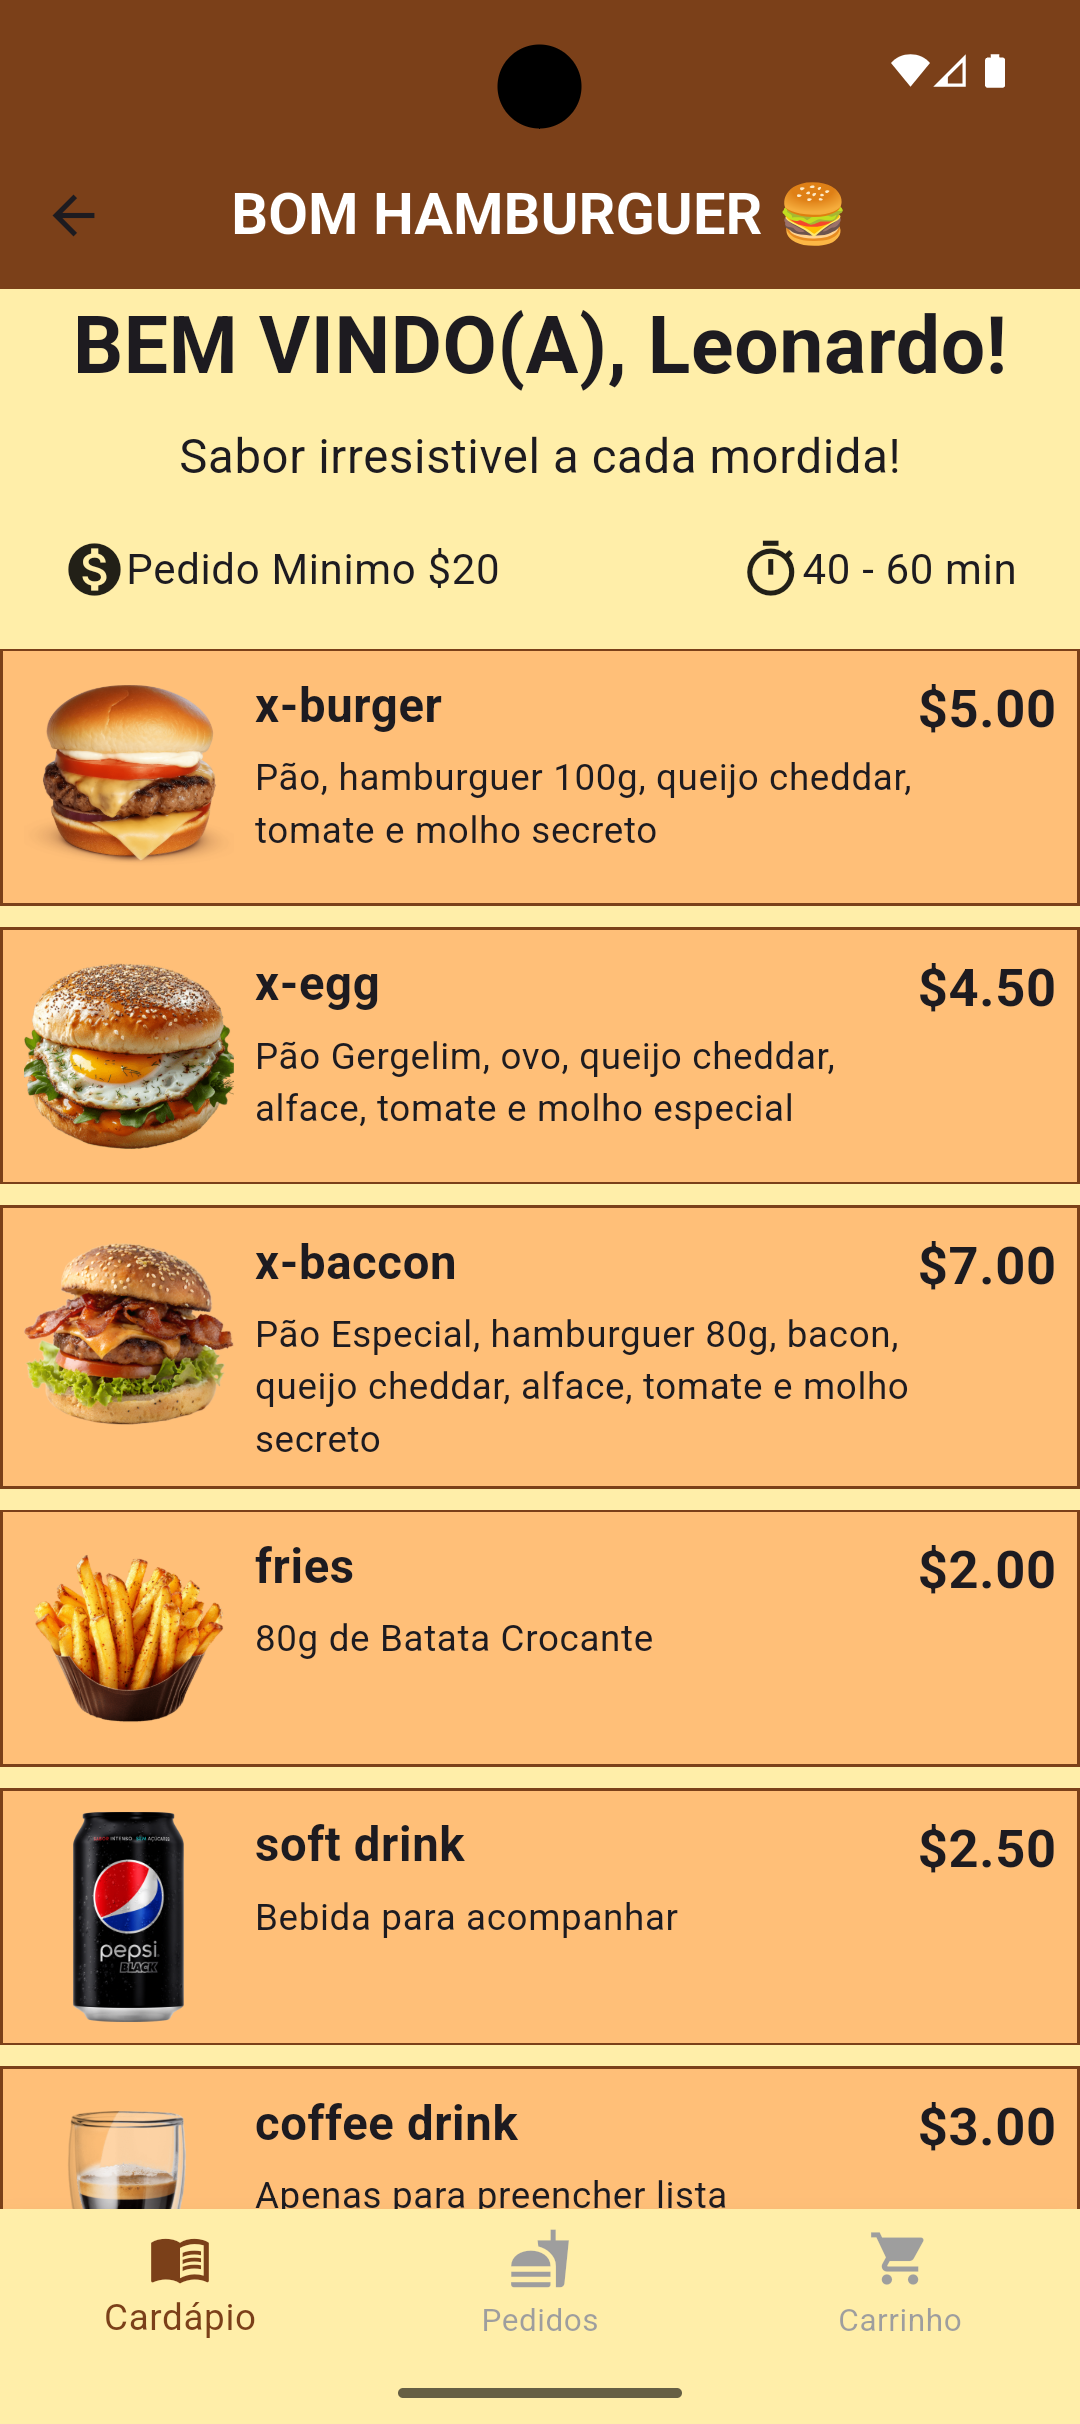 BOM HAMBURGUER 🍔
BEM VINDO(A), Leonardo!
Sabor irresistivel a cada mordida!
Pedido Minimo $20
40 - 60 min
x-burger
$5.00
Pão, hamburguer 100g, queijo cheddar,
tomate e molho secreto
x-egg
$4.50
Pão Gergelim, ovo, queijo cheddar,
alface, tomate e molho especial
x-baccon
$7.00
Pão Especial, hamburguer 80g, bacon,
queijo cheddar, alface, tomate e molho
secreto
fries
$2.00
80g de Batata Crocante
soft drink
$2.50
Bebida para acompanhar
pepsi
BLACK
coffee drink
$3.00
Apenas para preencher lista
Cardápio
Pedidos
Carrinho